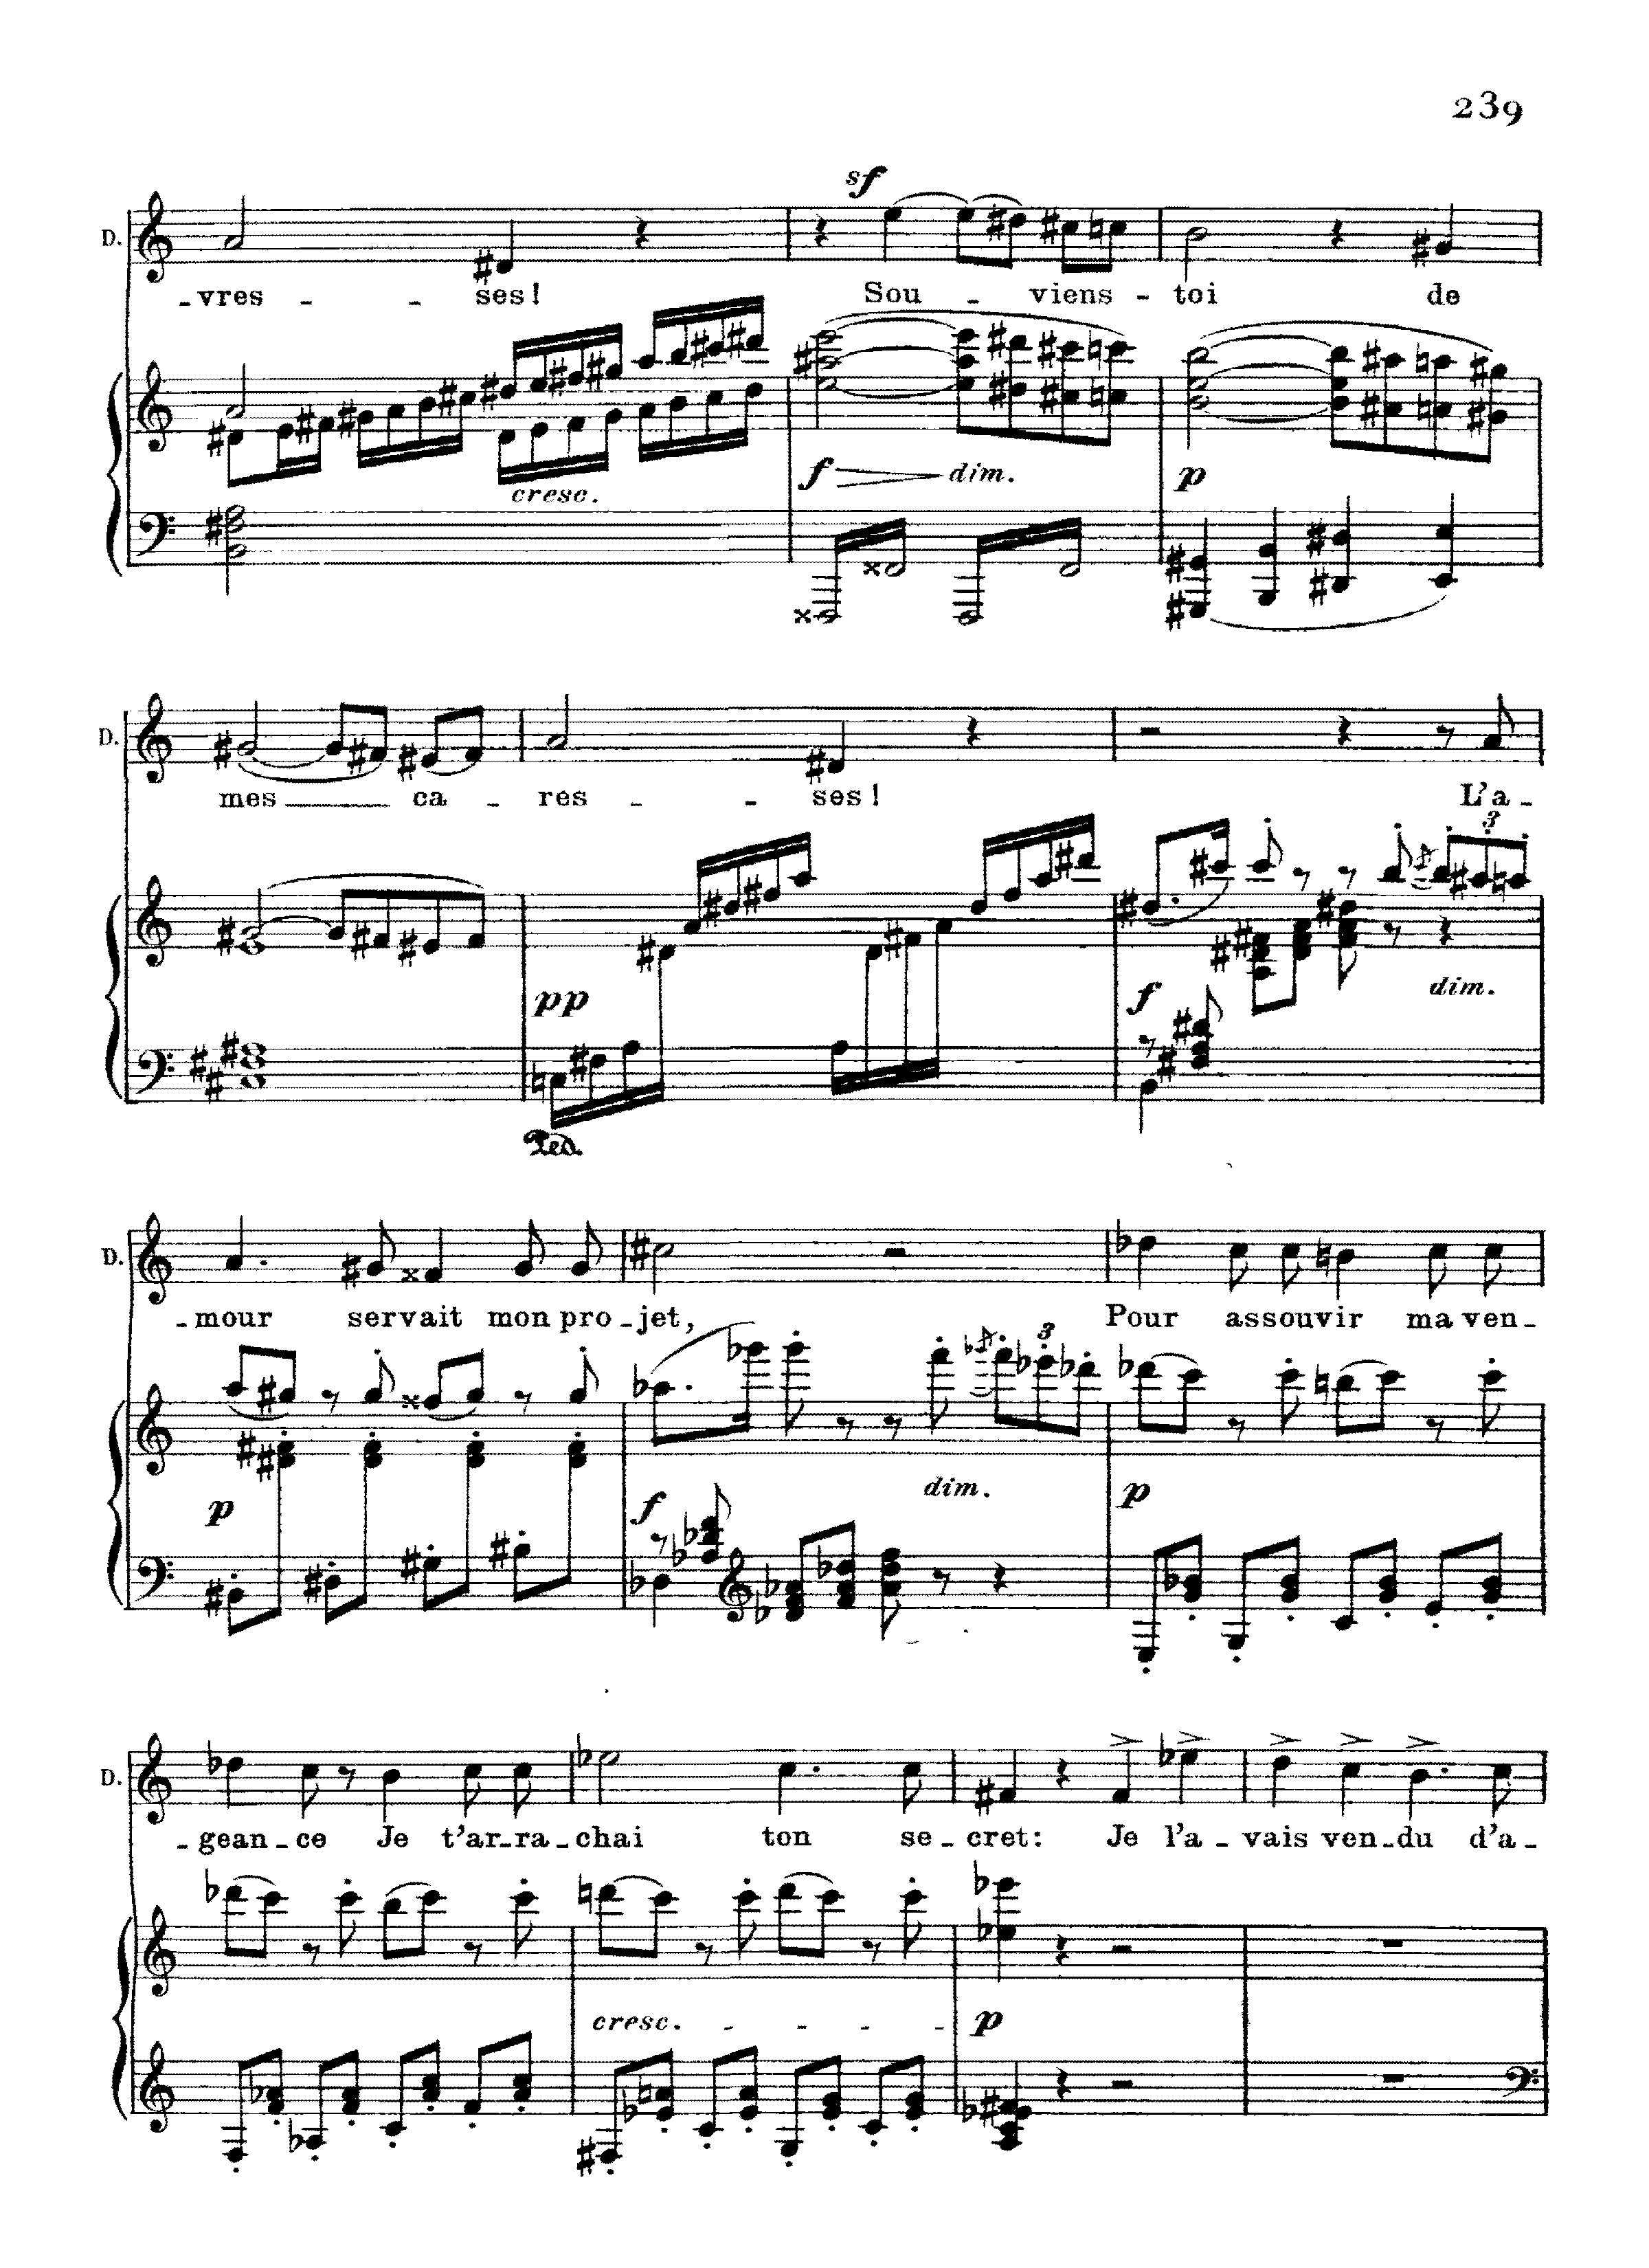 239
sf
D.
-vres - - ses! Sou - viens - toi de
cresc.
f dim. p
D.
mes ca - res - - ses! L'a -
3
pp f dim.
Ped.
D.
-mour servait mon pro-jet, Pour assouvir ma ven-
3
p f dim. p
D.
-gean-ce Je t'ar-ra-chai ton se-cret: Je l'a-vais ven-du d'a-
cresc. - - - - p